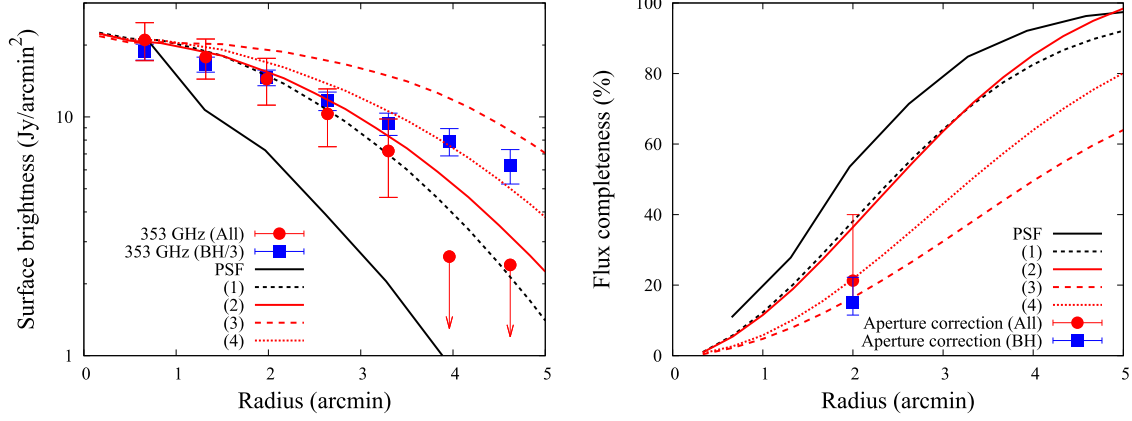 Surface brightness (Jy/arcmin²)
10
1
353 GHz (All)
353 GHz (BH/3)
PSF
(1)
(2)
(3)
(4)
0 1 2 3 4 5
Radius (arcmin)
Flux completeness (%)
100
80
60
40
20
0
PSF
(1)
(2)
(3)
(4)
Aperture correction (All)
Aperture correction (BH)
0 1 2 3 4 5
Radius (arcmin)